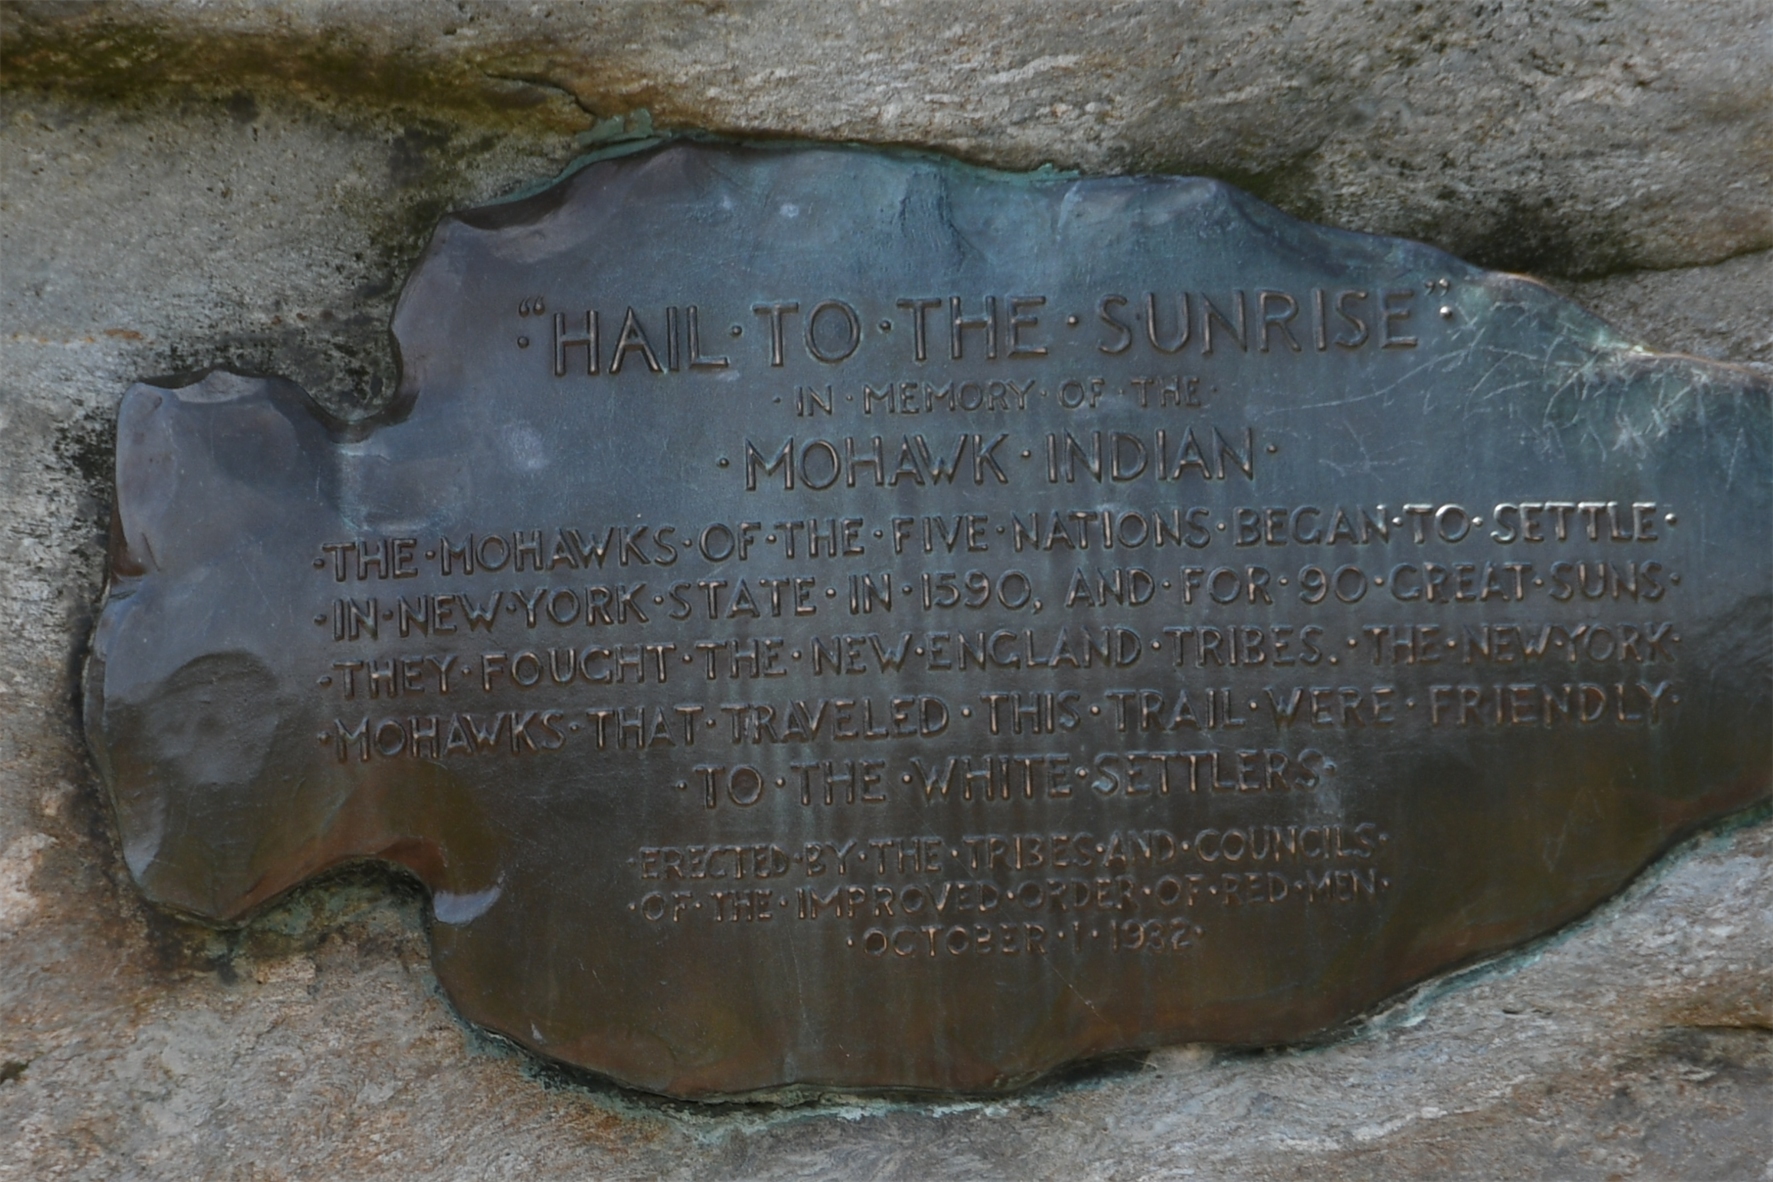 “HAIL·TO·THE·SUNRISE”
·IN·MEMORY·OF·THE·
·MOHAWK·INDIAN·
·THE·MOHAWKS·OF·THE·FIVE·NATIONS·BEGAN·TO·SETTLE·
·IN·NEW·YORK·STATE·IN·1590, AND·FOR·90·GREAT·SUNS·
·THEY·FOUGHT·THE·NEW·ENGLAND·TRIBES.·THE·NEW·YORK·
·MOHAWKS·THAT·TRAVELED·THIS·TRAIL·WERE·FRIENDLY·
·TO·THE·WHITE·SETTLERS·
·ERECTED·BY·THE·TRIBES·AND·COUNCILS·
·OF·THE·IMPROVED·ORDER·OF·RED·MEN·
·OCTOBER·1·1932·